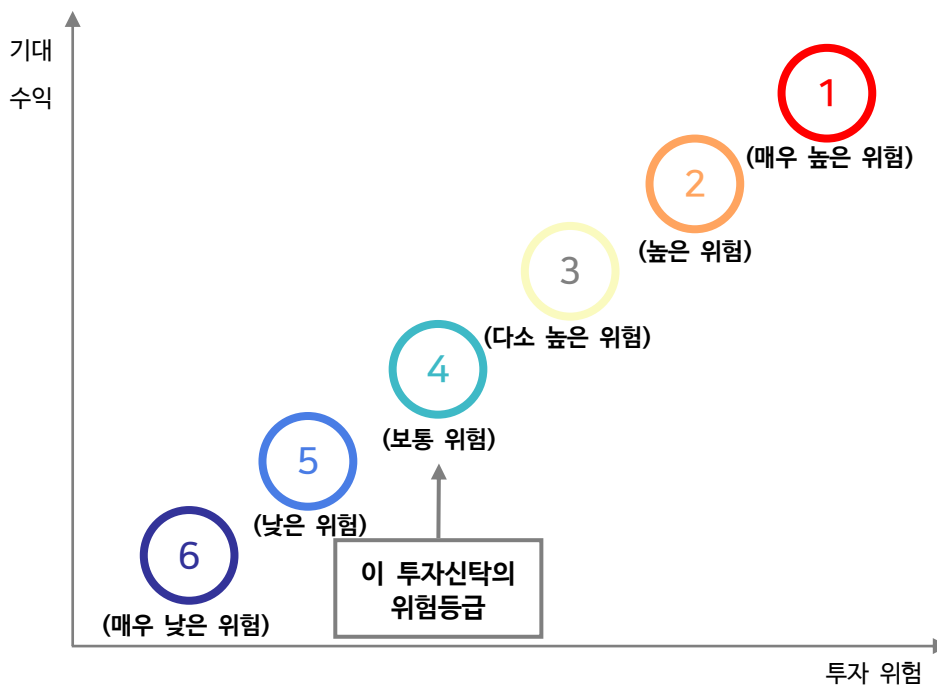 기대
수익
1
(매우 높은 위험)
2
(높은 위험)
3
(다소 높은 위험)
4
(보통 위험)
5
(낮은 위험)
6
(매우 낮은 위험)
이 투자신탁의
위험등급
투자 위험